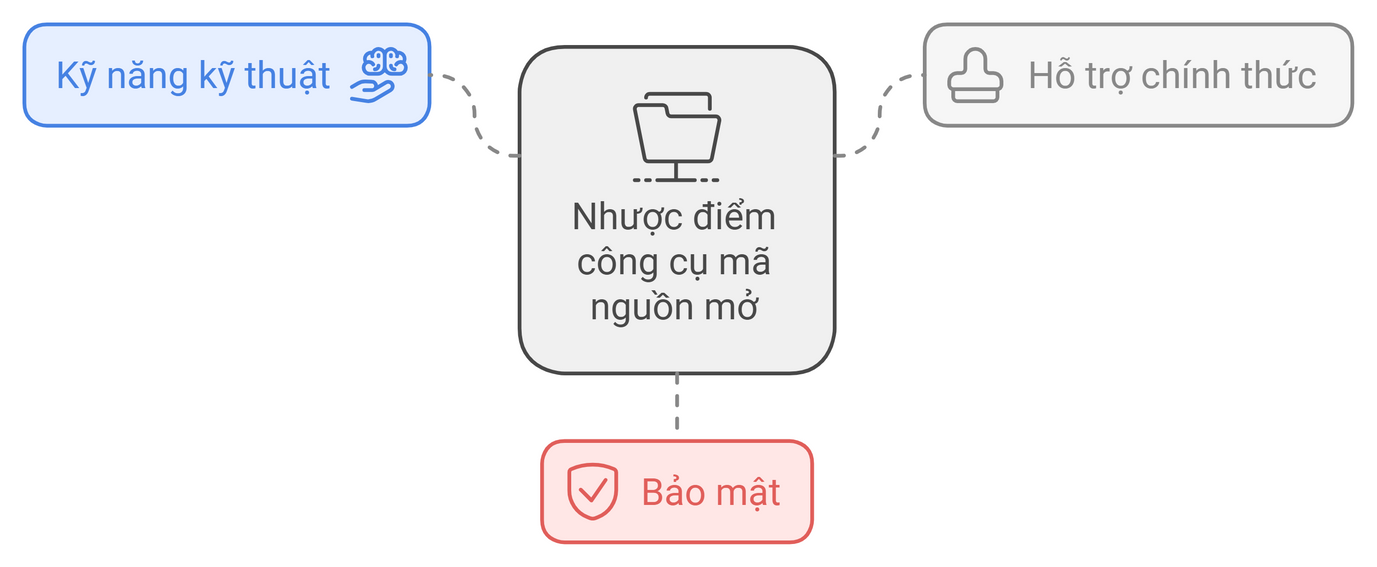 Kỹ năng kỹ thuật
Hỗ trợ chính thức
Nhược điểm
công cụ mã
nguồn mở
Bảo mật